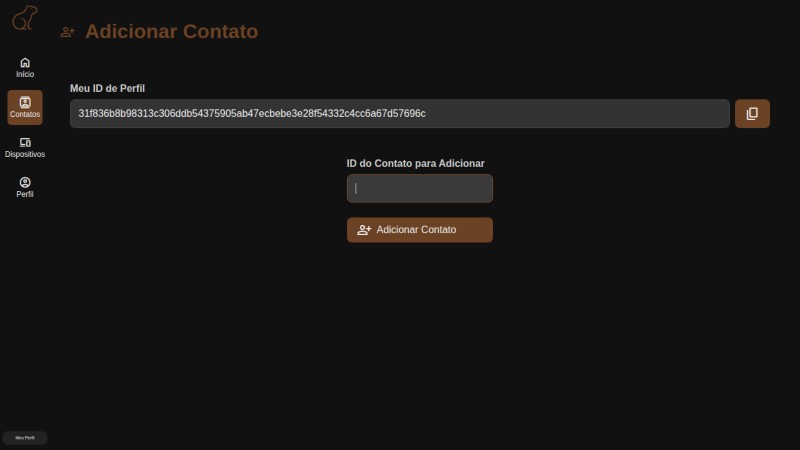 Adicionar Contato
Início
Contatos
Dispositivos
Perfil
Meu ID de Perfil
31f836b8b98313c306ddb54375905ab47ecbebe3e28f54332c4cc6a67d57696c
ID do Contato para Adicionar
Adicionar Contato
Meu Perfil